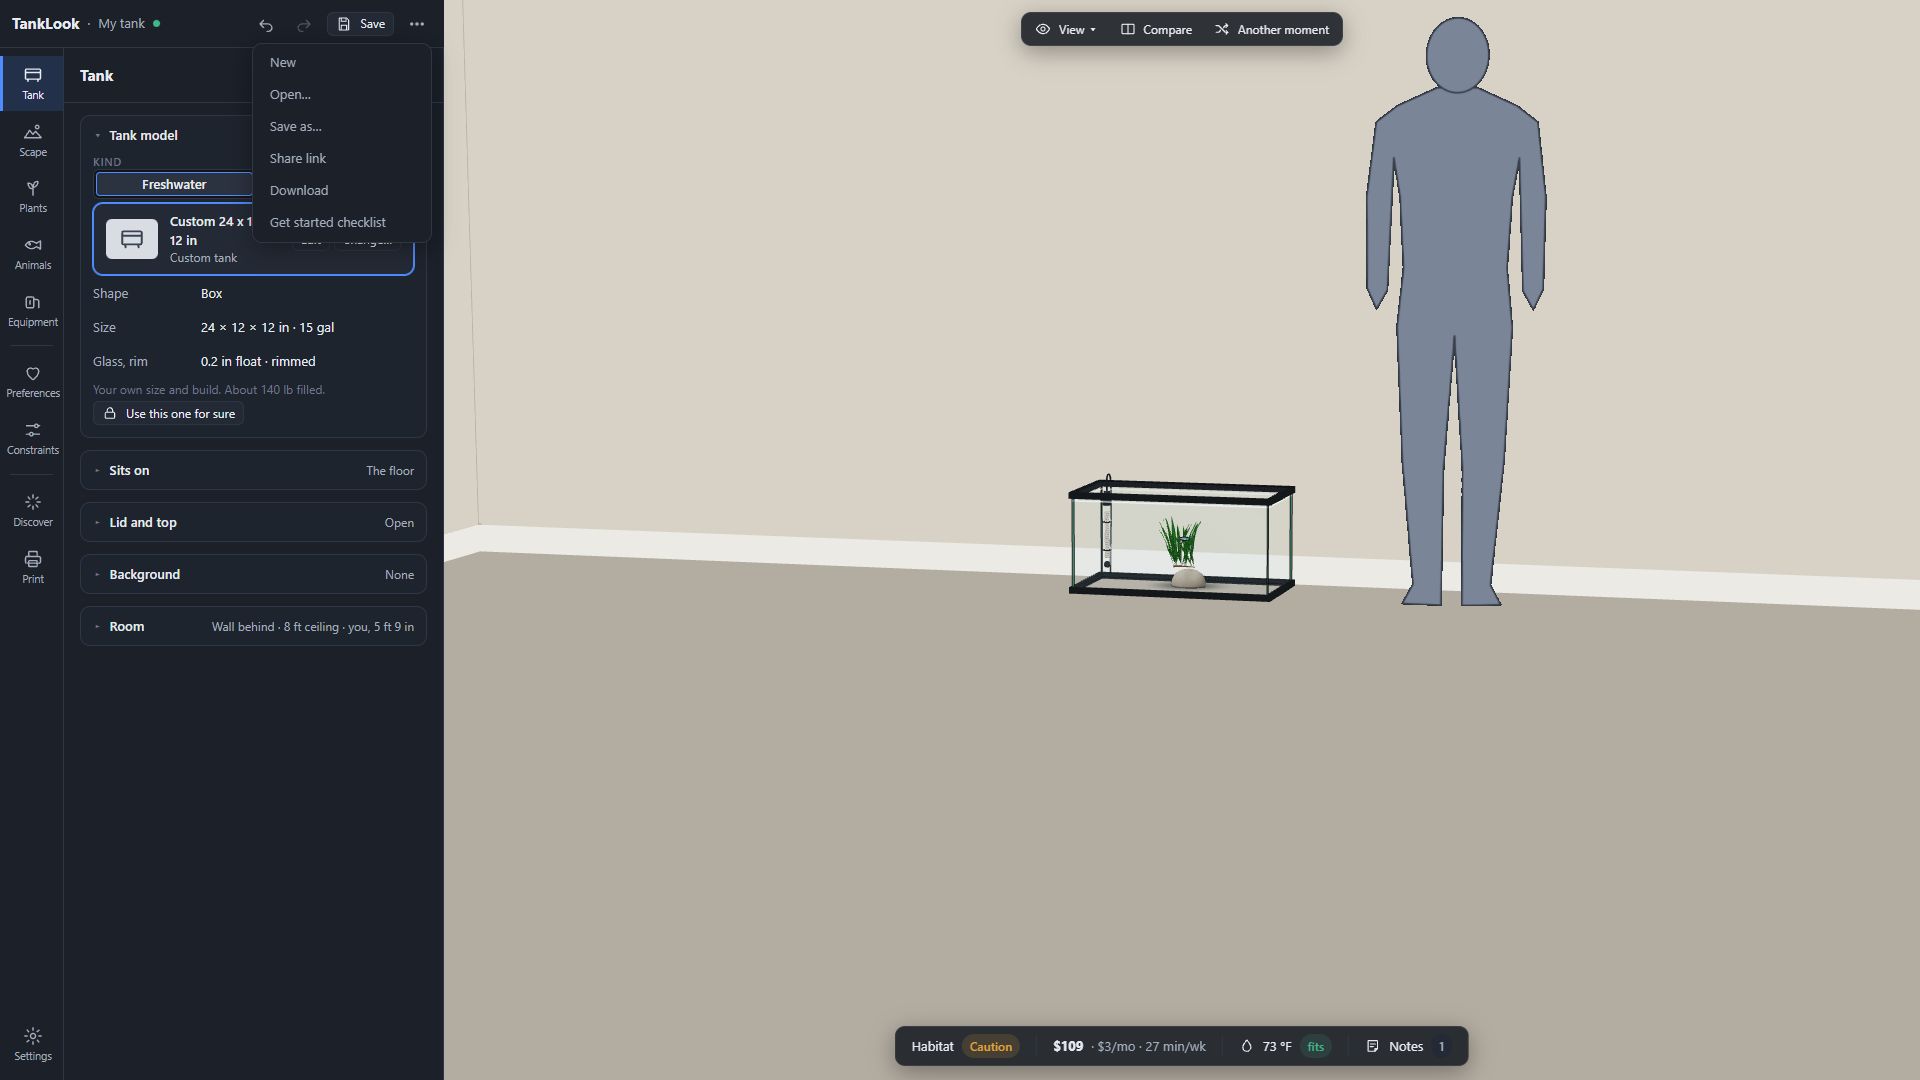 TankLook · My tank
Save
New
Open...
Save as...
Share link
Download
Get started checklist
Tank
Scape
Plants
Animals
Equipment
Preferences
Constraints
Discover
Print
Settings
Tank
Tank model
KIND
Freshwater
Custom 24 x 1
12 in
Custom tank
Shape Box
Size 24 × 12 × 12 in · 15 gal
Glass, rim 0.2 in float · rimmed
Your own size and build. About 140 lb filled.
Use this one for sure
Sits on The floor
Lid and top Open
Background None
Room Wall behind · 8 ft ceiling · you, 5 ft 9 in
View Compare Another moment
Habitat Caution $109 · $3/mo · 27 min/wk 73 °F fits Notes 1